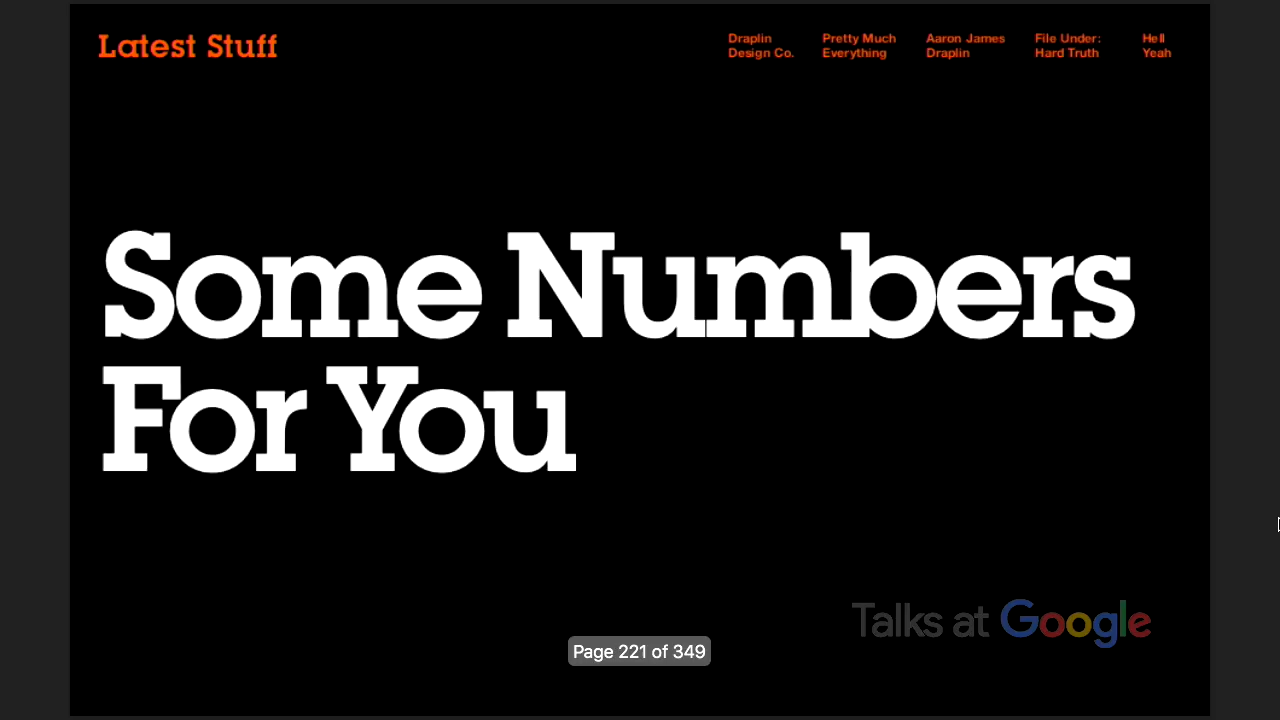 Latest Stuff
Draplin
Design Co.
Pretty Much
Everything
Aaron James
Draplin
File Under:
Hard Truth
Hell
Yeah
Some Numbers
For You
Talks at Google
Page 221 of 349